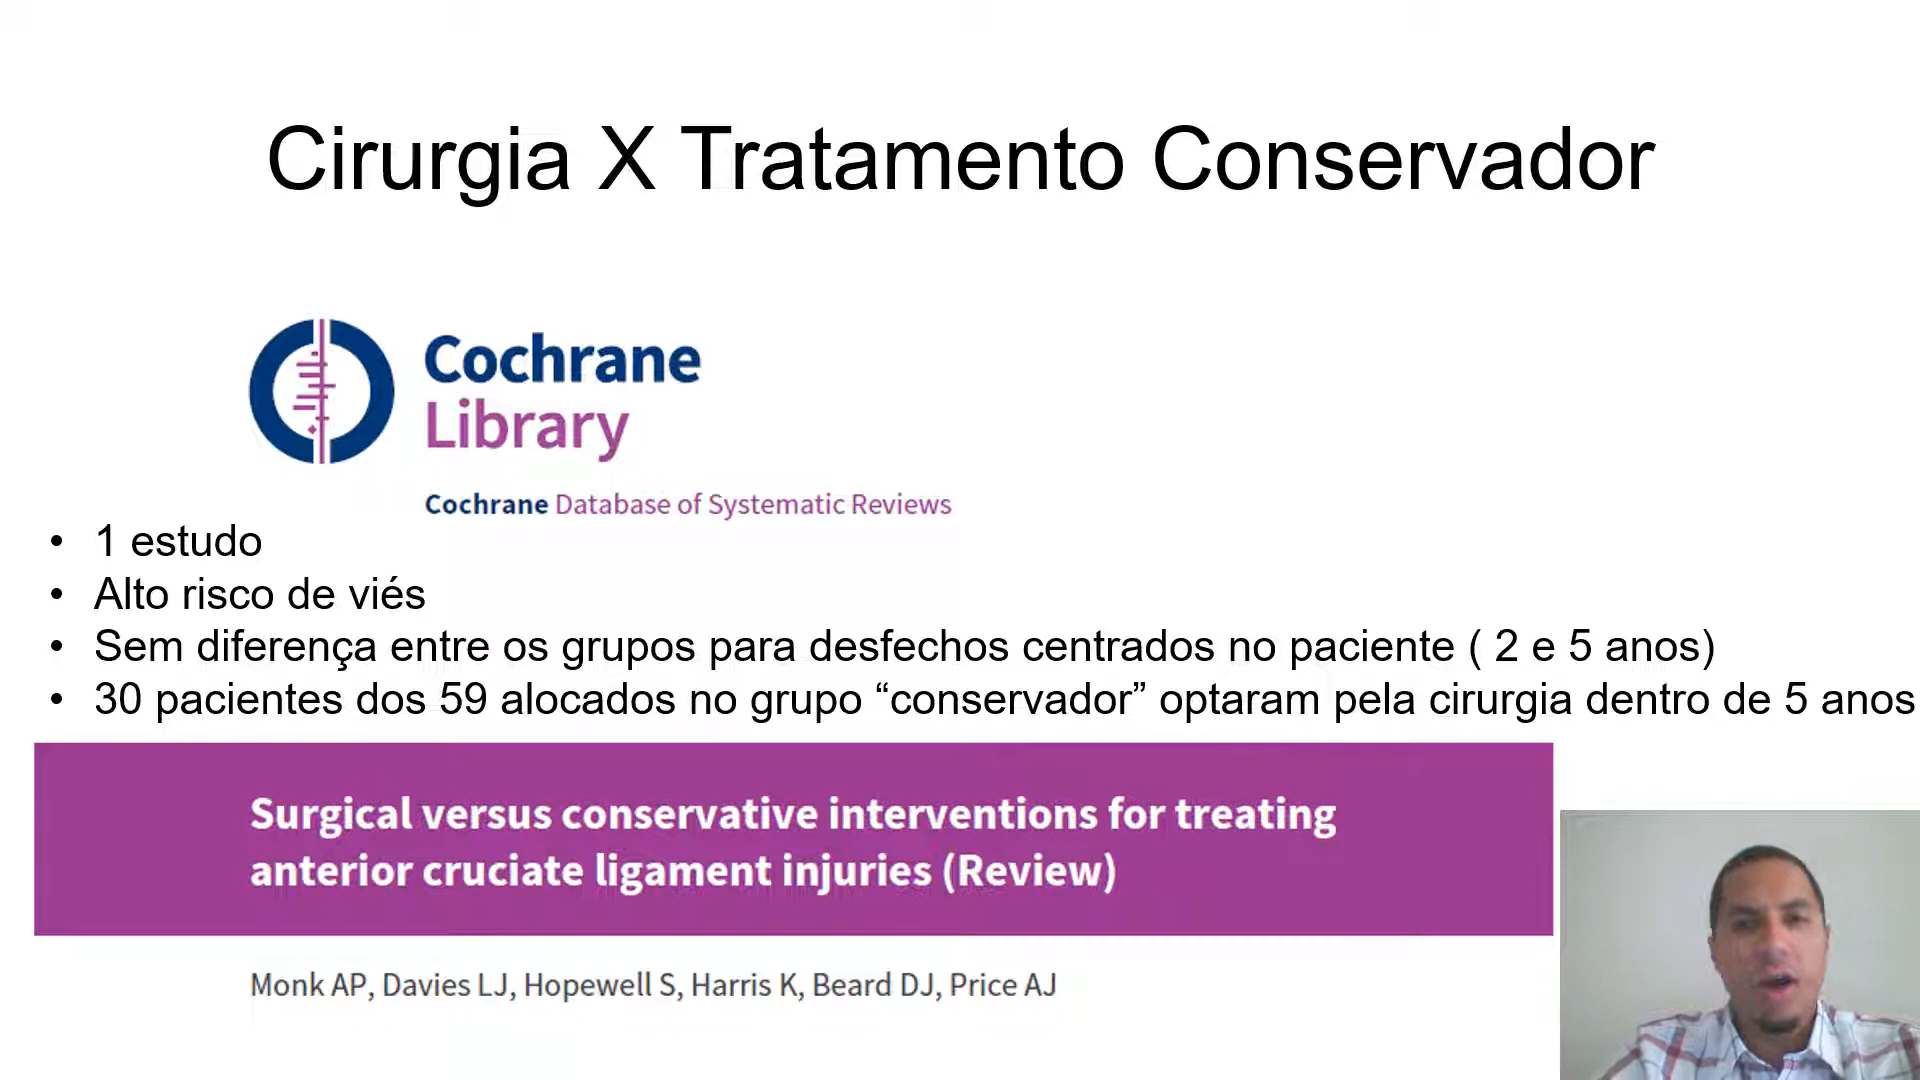 Cirurgia X Tratamento Conservador
Cochrane
Library
Cochrane Database of Systematic Reviews
• 1 estudo
• Alto risco de viés
• Sem diferença entre os grupos para desfechos centrados no paciente ( 2 e 5 anos)
• 30 pacientes dos 59 alocados no grupo “conservador” optaram pela cirurgia dentro de 5 anos
Surgical versus conservative interventions for treating
anterior cruciate ligament injuries (Review)
Monk AP, Davies LJ, Hopewell S, Harris K, Beard DJ, Price AJ